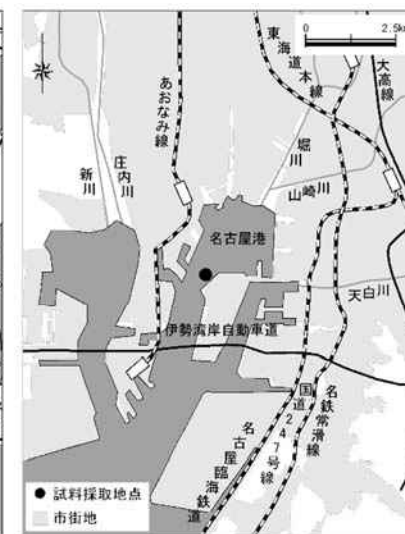 0 2.5km
東海道本線
大高線
あおなみ線
堀川
山崎川
新川
庄内川
名古屋港
天白川
伊勢湾岸自動車道
国道247号線
名鉄常滑線
名古屋臨海鉄道
試料採取地点
市街地